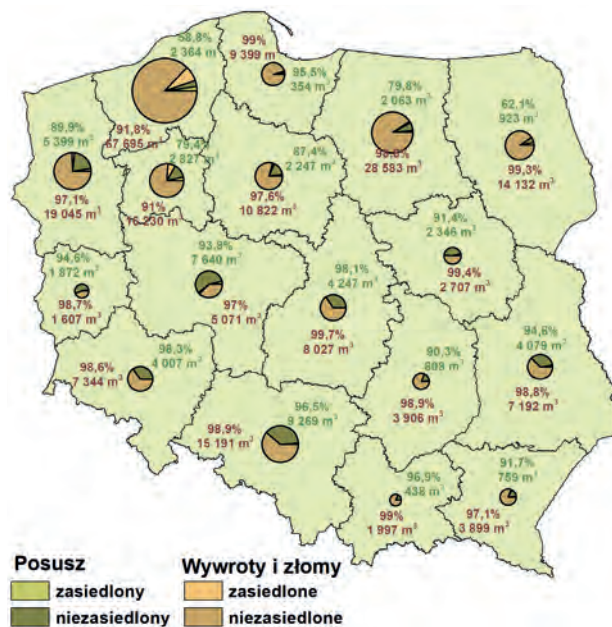 58,8%
2 364 m³
99%
9 399 m³
95,5%
354 m³
79,8%
2 063 m³
28 583 m³
62,1%
923 m³
99,3%
14 132 m³
91,8%
67 695 m³
89,9%
5 399 m³
97,1%
19 045 m³
79,4%
2 827 m³
91%
16 230 m³
87,4%
2 247 m³
97,6%
10 822 m³
91,4%
2 346 m³
99,4%
2 707 m³
94,6%
1 872 m³
98,7%
1 607 m³
93,9%
7 640 m³
97%
5 071 m³
98,1%
4 247 m³
99,7%
8 027 m³
94,6%
4 079 m³
98,8%
7 192 m³
98,3%
4 007 m³
98,6%
7 344 m³
90,3%
808 m³
98,9%
3 906 m³
96,5%
9 269 m³
98,9%
15 191 m³
96,9%
438 m³
99%
1 997 m³
91,7%
759 m³
97,1%
3 899 m³
Posusz
zasiedlony
niezasiedlony
Wywroty i złomy
zasiedlone
niezasiedlone